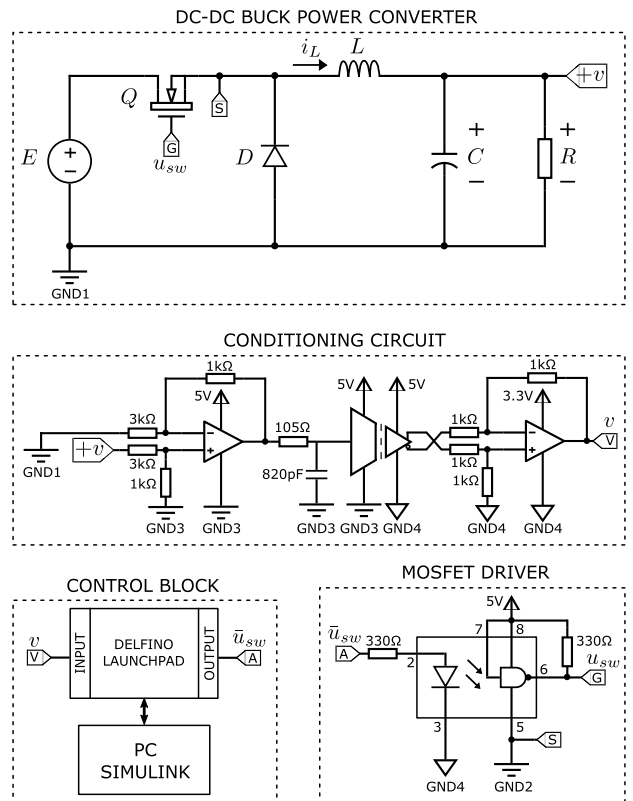 DC-DC BUCK POWER CONVERTER
i_L
L
+v
Q
S
G
u_sw
E
+
−
D
+
C
−
+
R
−
GND1
CONDITIONING CIRCUIT
1kΩ
1kΩ
5V
5V
5V
3.3V
3kΩ
105Ω
1kΩ
v
V
GND1
+v
−
+
−
+
3kΩ
1kΩ
820pF
1kΩ
1kΩ
GND3
GND3
GND3
GND3
GND4
GND4
GND4
CONTROL BLOCK
v
V
INPUT
DELFINO
LAUNCHPAD
OUTPUT
ū_sw
A
PC
SIMULINK
MOSFET DRIVER
5V
ū_sw
A
330Ω
7
8
330Ω
2
6
u_sw
G
3
5
S
GND4
GND2